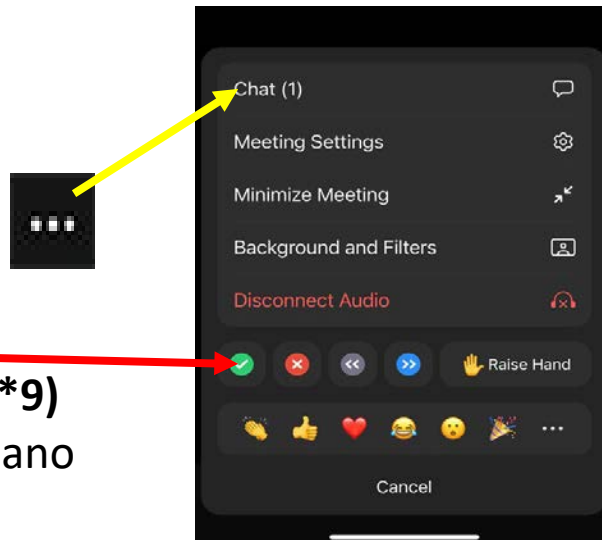 Chat (1)
Meeting Settings
Minimize Meeting
Background and Filters
Disconnect Audio
Raise Hand
*9)
ano
Cancel